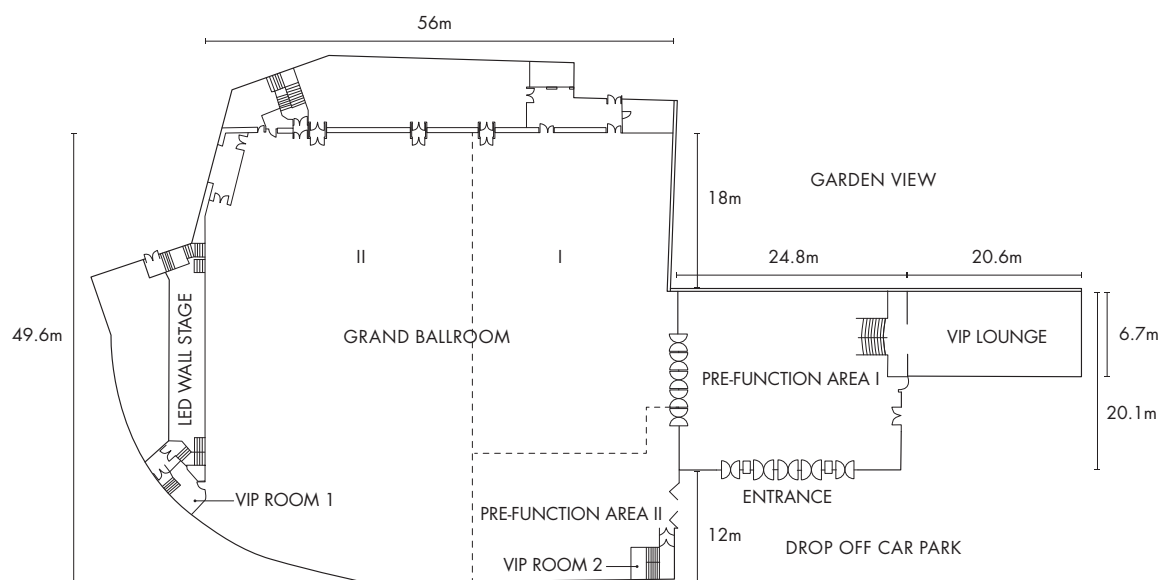 56m
18m
GARDEN VIEW
24.8m
20.6m
II
I
49.6m
LED WALL STAGE
GRAND BALLROOM
VIP LOUNGE
6.7m
PRE-FUNCTION AREA I
20.1m
VIP ROOM 1
ENTRANCE
PRE-FUNCTION AREA II
12m
DROP OFF CAR PARK
VIP ROOM 2